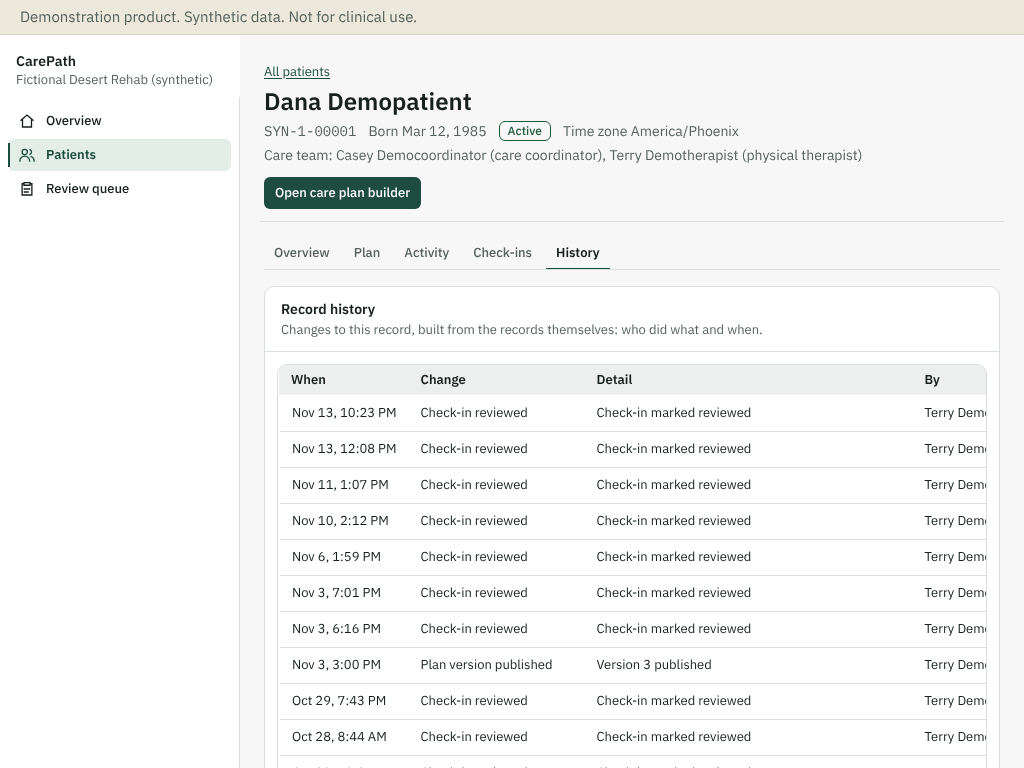 Demonstration product. Synthetic data. Not for clinical use.
CarePath
Fictional Desert Rehab (synthetic)
Overview
Patients
Review queue
All patients
Dana Demopatient
SYN-1-00001 Born Mar 12, 1985 Active Time zone America/Phoenix
Care team: Casey Democoordinator (care coordinator), Terry Demotherapist (physical therapist)
Open care plan builder
Overview Plan Activity Check-ins History
Record history
Changes to this record, built from the records themselves: who did what and when.
When Change Detail By
Nov 13, 10:23 PM Check-in reviewed Check-in marked reviewed Terry
Nov 13, 12:08 PM Check-in reviewed Check-in marked reviewed Terry
Nov 11, 1:07 PM Check-in reviewed Check-in marked reviewed Terry
Nov 10, 2:12 PM Check-in reviewed Check-in marked reviewed Terry
Nov 6, 1:59 PM Check-in reviewed Check-in marked reviewed Terry
Nov 3, 7:01 PM Check-in reviewed Check-in marked reviewed Terry
Nov 3, 6:16 PM Check-in reviewed Check-in marked reviewed Terry
Nov 3, 3:00 PM Plan version published Version 3 published Terry
Oct 29, 7:43 PM Check-in reviewed Check-in marked reviewed Terry
Oct 28, 8:44 AM Check-in reviewed Check-in marked reviewed Terry